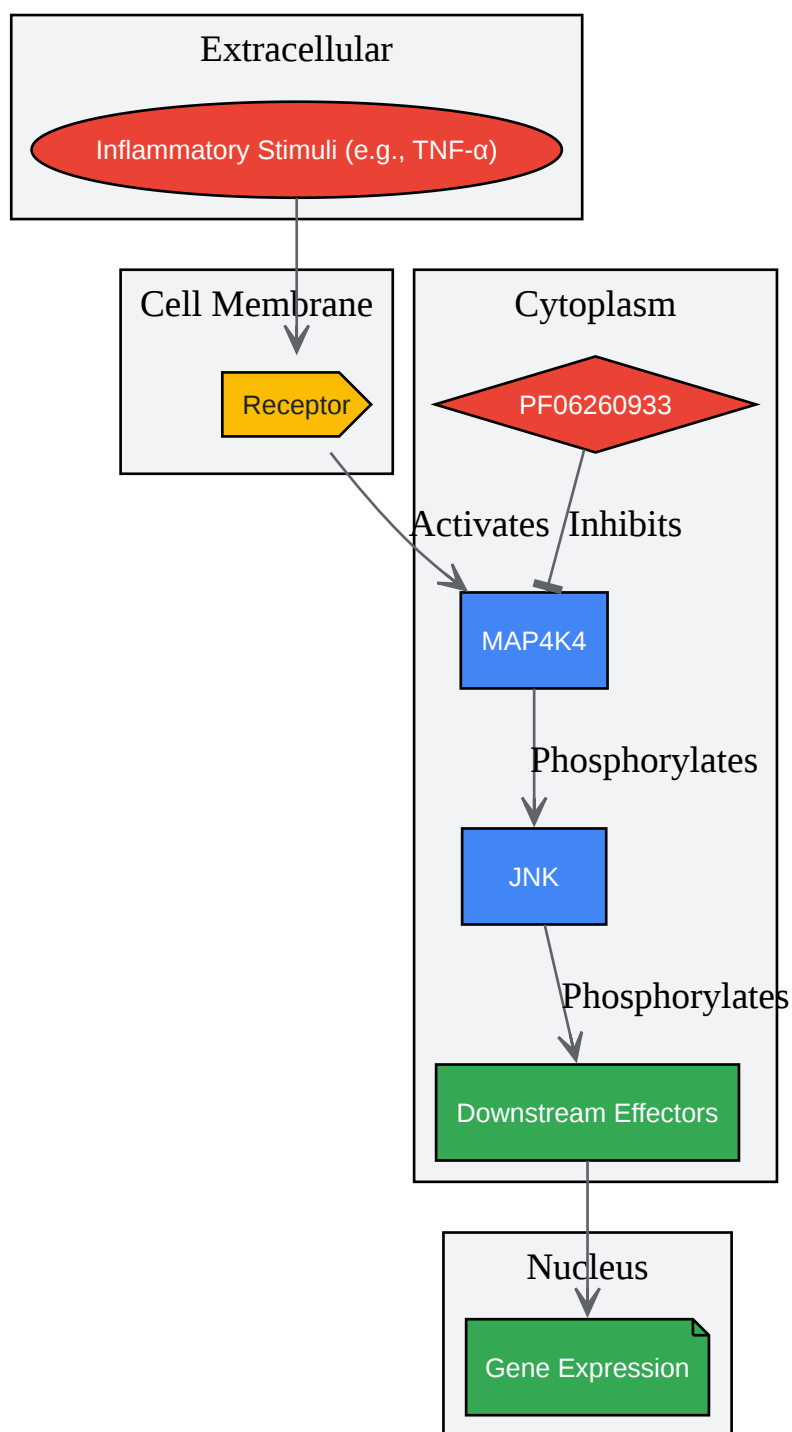 Extracellular
Inflammatory Stimuli (e.g., TNF-α)
Cell Membrane
Cytoplasm
Receptor
PF06260933
Activates
Inhibits
MAP4K4
Phosphorylates
JNK
Phosphorylates
Downstream Effectors
Nucleus
Gene Expression